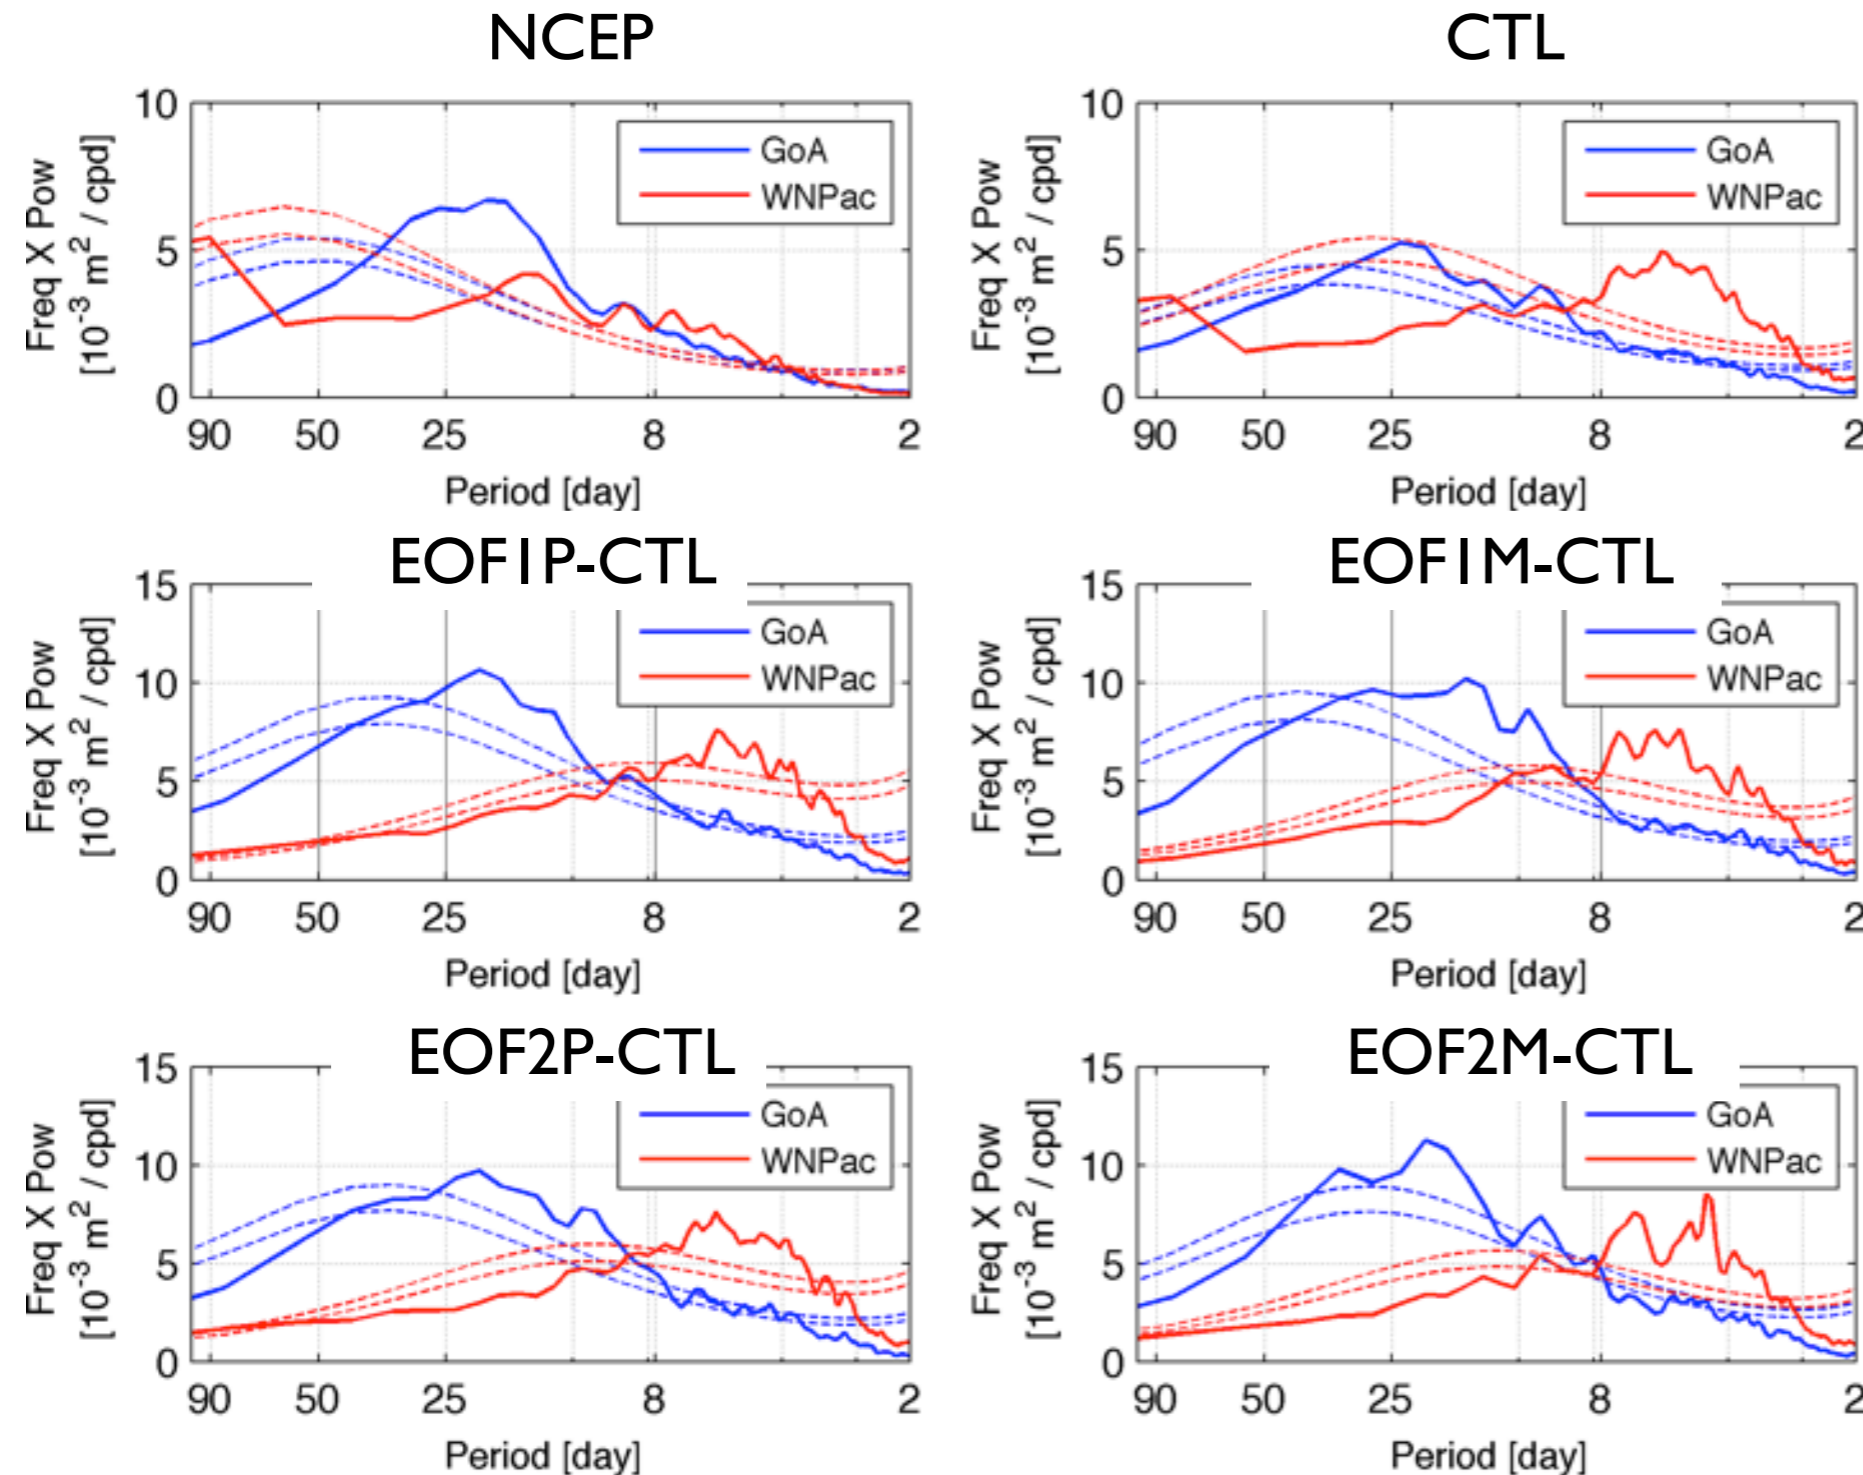 NCEP
10
5
0
Freq X Pow
[10⁻³ m² / cpd]
GoA
WNPac
90 50 25 8 2
Period [day]
CTL
10
5
0
Freq X Pow
[10⁻³ m² / cpd]
GoA
WNPac
90 50 25 8 2
Period [day]
EOF1P-CTL
15
10
5
0
Freq X Pow
[10⁻³ m² / cpd]
GoA
WNPac
90 50 25 8 2
Period [day]
EOF1M-CTL
15
10
5
0
Freq X Pow
[10⁻³ m² / cpd]
GoA
WNPac
90 50 25 8 2
Period [day]
EOF2P-CTL
15
10
5
0
Freq X Pow
[10⁻³ m² / cpd]
GoA
WNPac
90 50 25 8 2
Period [day]
EOF2M-CTL
15
10
5
0
Freq X Pow
[10⁻³ m² / cpd]
GoA
WNPac
90 50 25 8 2
Period [day]